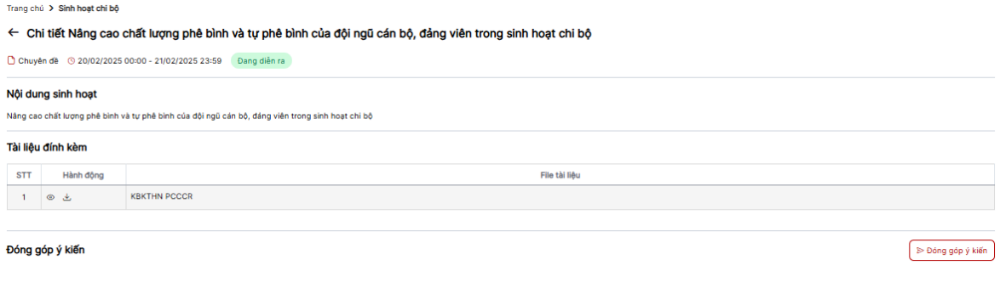 Trang chủ > Sinh hoạt chi bộ
← Chi tiết Nâng cao chất lượng phê bình và tự phê bình của đội ngũ cán bộ, đảng viên trong sinh hoạt chi bộ
Chuyên đề 20/02/2025 00:00 - 21/02/2025 23:59 Đang diễn ra
Nội dung sinh hoạt
Nâng cao chất lượng phê bình và tự phê bình của đội ngũ cán bộ, đảng viên trong sinh hoạt chi bộ
Tài liệu đính kèm
STT Hành động File tài liệu
1 KBKTHN PCCCR
Đóng góp ý kiến Đóng góp ý kiến